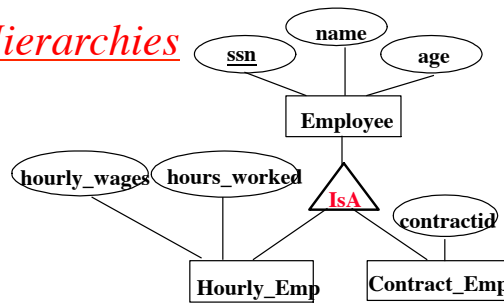 Hierarchies
name
ssn
age
Employee
hourly_wages
hours_worked
IsA
contractid
Hourly_Emp
Contract_Emp